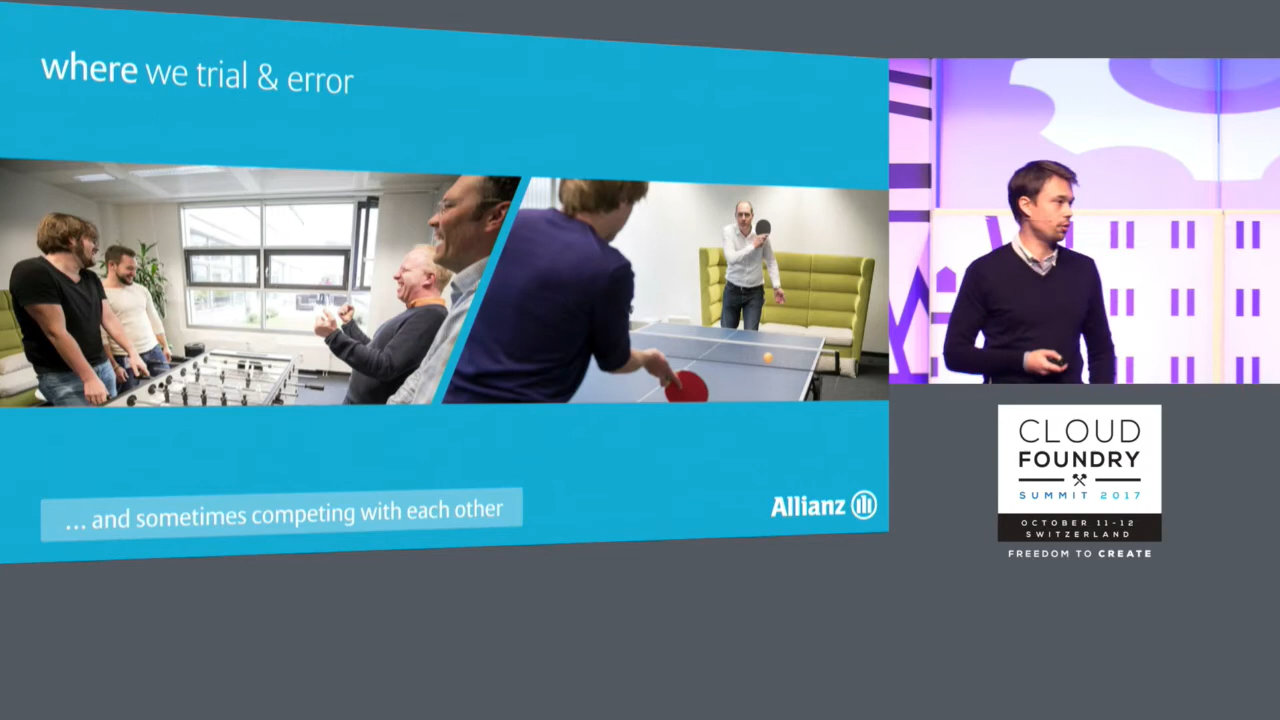 where we trial & error
... and sometimes competing with each other
Allianz
CLOUD
FOUNDRY
SUMMIT 2017
OCTOBER 11-12
SWITZERLAND
FREEDOM TO CREATE